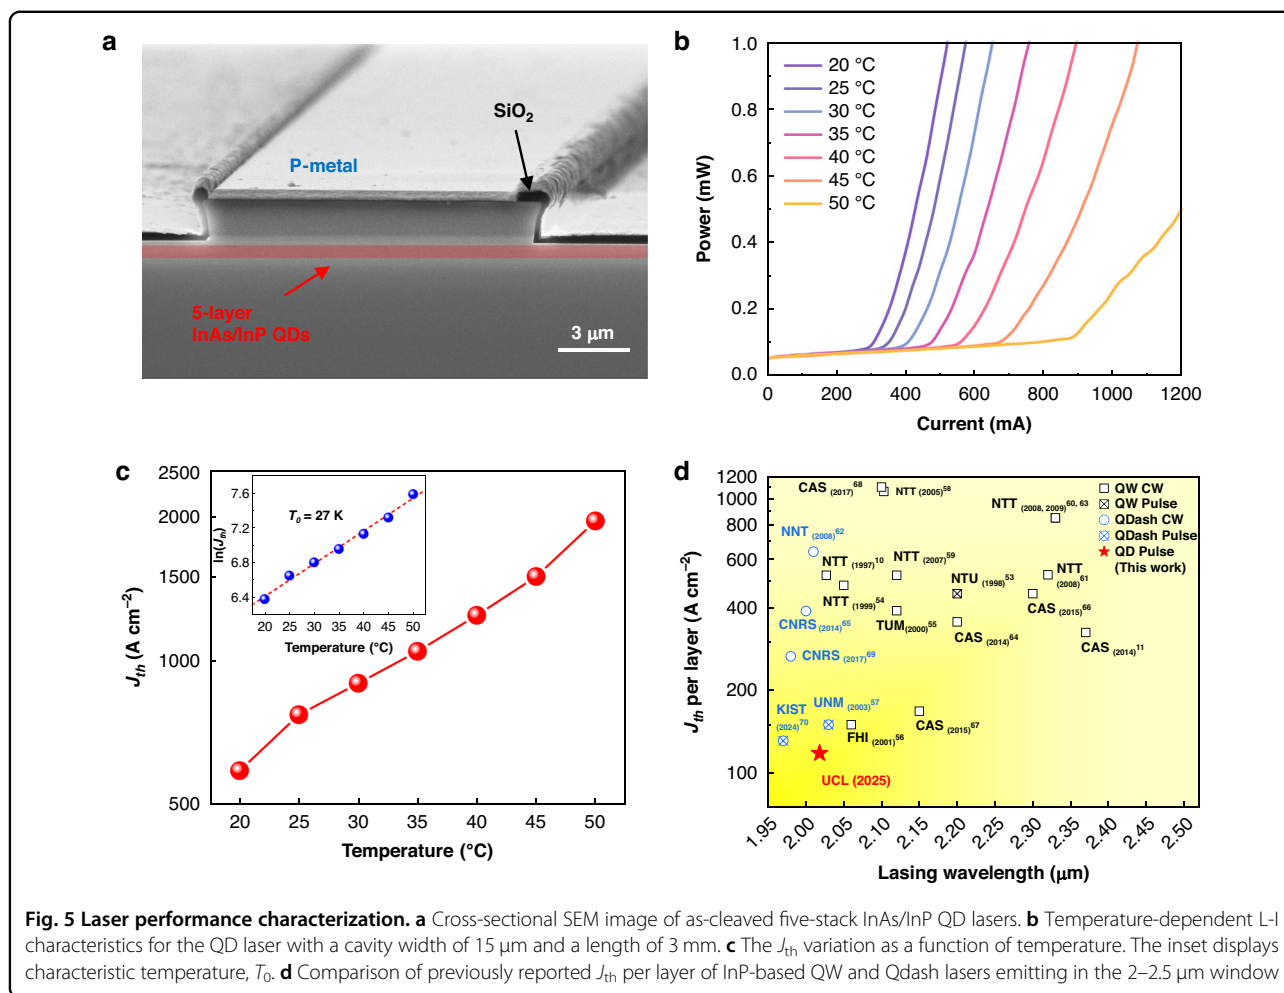 a
SiO2
P-metal
5-layer
InAs/InP QDs
3 μm
b
1.0
0.8
0.6
0.4
0.2
0.0
Power (mW)
20 °C
25 °C
30 °C
35 °C
40 °C
45 °C
50 °C
0 200 400 600 800 1000 1200
Current (mA)
c
2500
2000
1500
1000
500
Jth (A cm−2)
7.6
7.2
6.8
6.4
ln(Jth)
T0 = 27 K
20 25 30 35 40 45 50
Temperature (°C)
20 25 30 35 40 45 50
Temperature (°C)
d
1200
1000
800
600
400
200
100
Jth per layer (A cm−2)
CAS (2017)68
NTT (2005)58
NTT (2008, 2009)60, 63
QW CW
QW Pulse
QDash CW
QDash Pulse
QD Pulse
(This work)
NNT
(2008)62
NTT
(1997)10
NTT
(2007)59
NTU
(1998)53
NTT
(2008)61
NTT
(1999)54
CAS
(2015)66
CNRS
(2014)65
TUM(2000)55
CAS
(2014)64
CAS
(2014)11
CNRS (2017)69
KIST
(2024)70
UNM (2003)57
FHI (2001)56
CAS
(2015)67
UCL (2025)
1.95 2.00 2.05 2.10 2.15 2.20 2.25 2.30 2.35 2.40 2.45 2.50
Lasing wavelength (μm)
Fig. 5 Laser performance characterization. a Cross-sectional SEM image of as-cleaved five-stack InAs/InP QD lasers. b Temperature-dependent L-I
characteristics for the QD laser with a cavity width of 15 μm and a length of 3 mm. c The Jth variation as a function of temperature. The inset displays
characteristic temperature, T0. d Comparison of previously reported Jth per layer of InP-based QW and Qdash lasers emitting in the 2–2.5 μm window